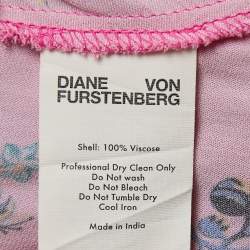 DIANE VON
FURSTENBERG
Shell: 100% Viscose
Professional Dry Clean Only
Do Not wash
Do Not Bleach
Do Not Tumble Dry
Cool Iron
Made in India